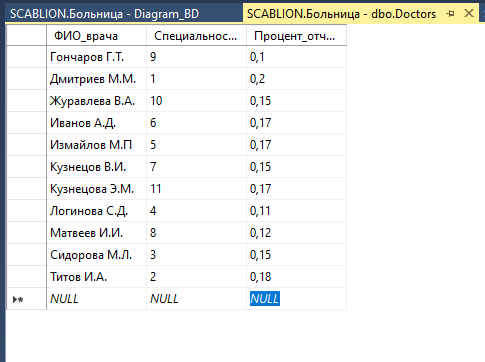 SCABLION.Больница - Diagram_BD SCABLION.Больница - dbo.Doctors
ФИО_врача Специальнос... Процент_отч...
Гончаров Г.Т. 9 0,1
Дмитриев М.М. 1 0,2
Журавлева В.А. 10 0,15
Иванов А.Д. 6 0,17
Измайлов М.П 5 0,17
Кузнецов В.И. 7 0,15
Кузнецова Э.М. 11 0,17
Логинова С.Д. 4 0,11
Матвеев И.И. 8 0,12
Сидорова М.Л. 3 0,15
Титов И.А. 2 0,18
NULL NULL NULL